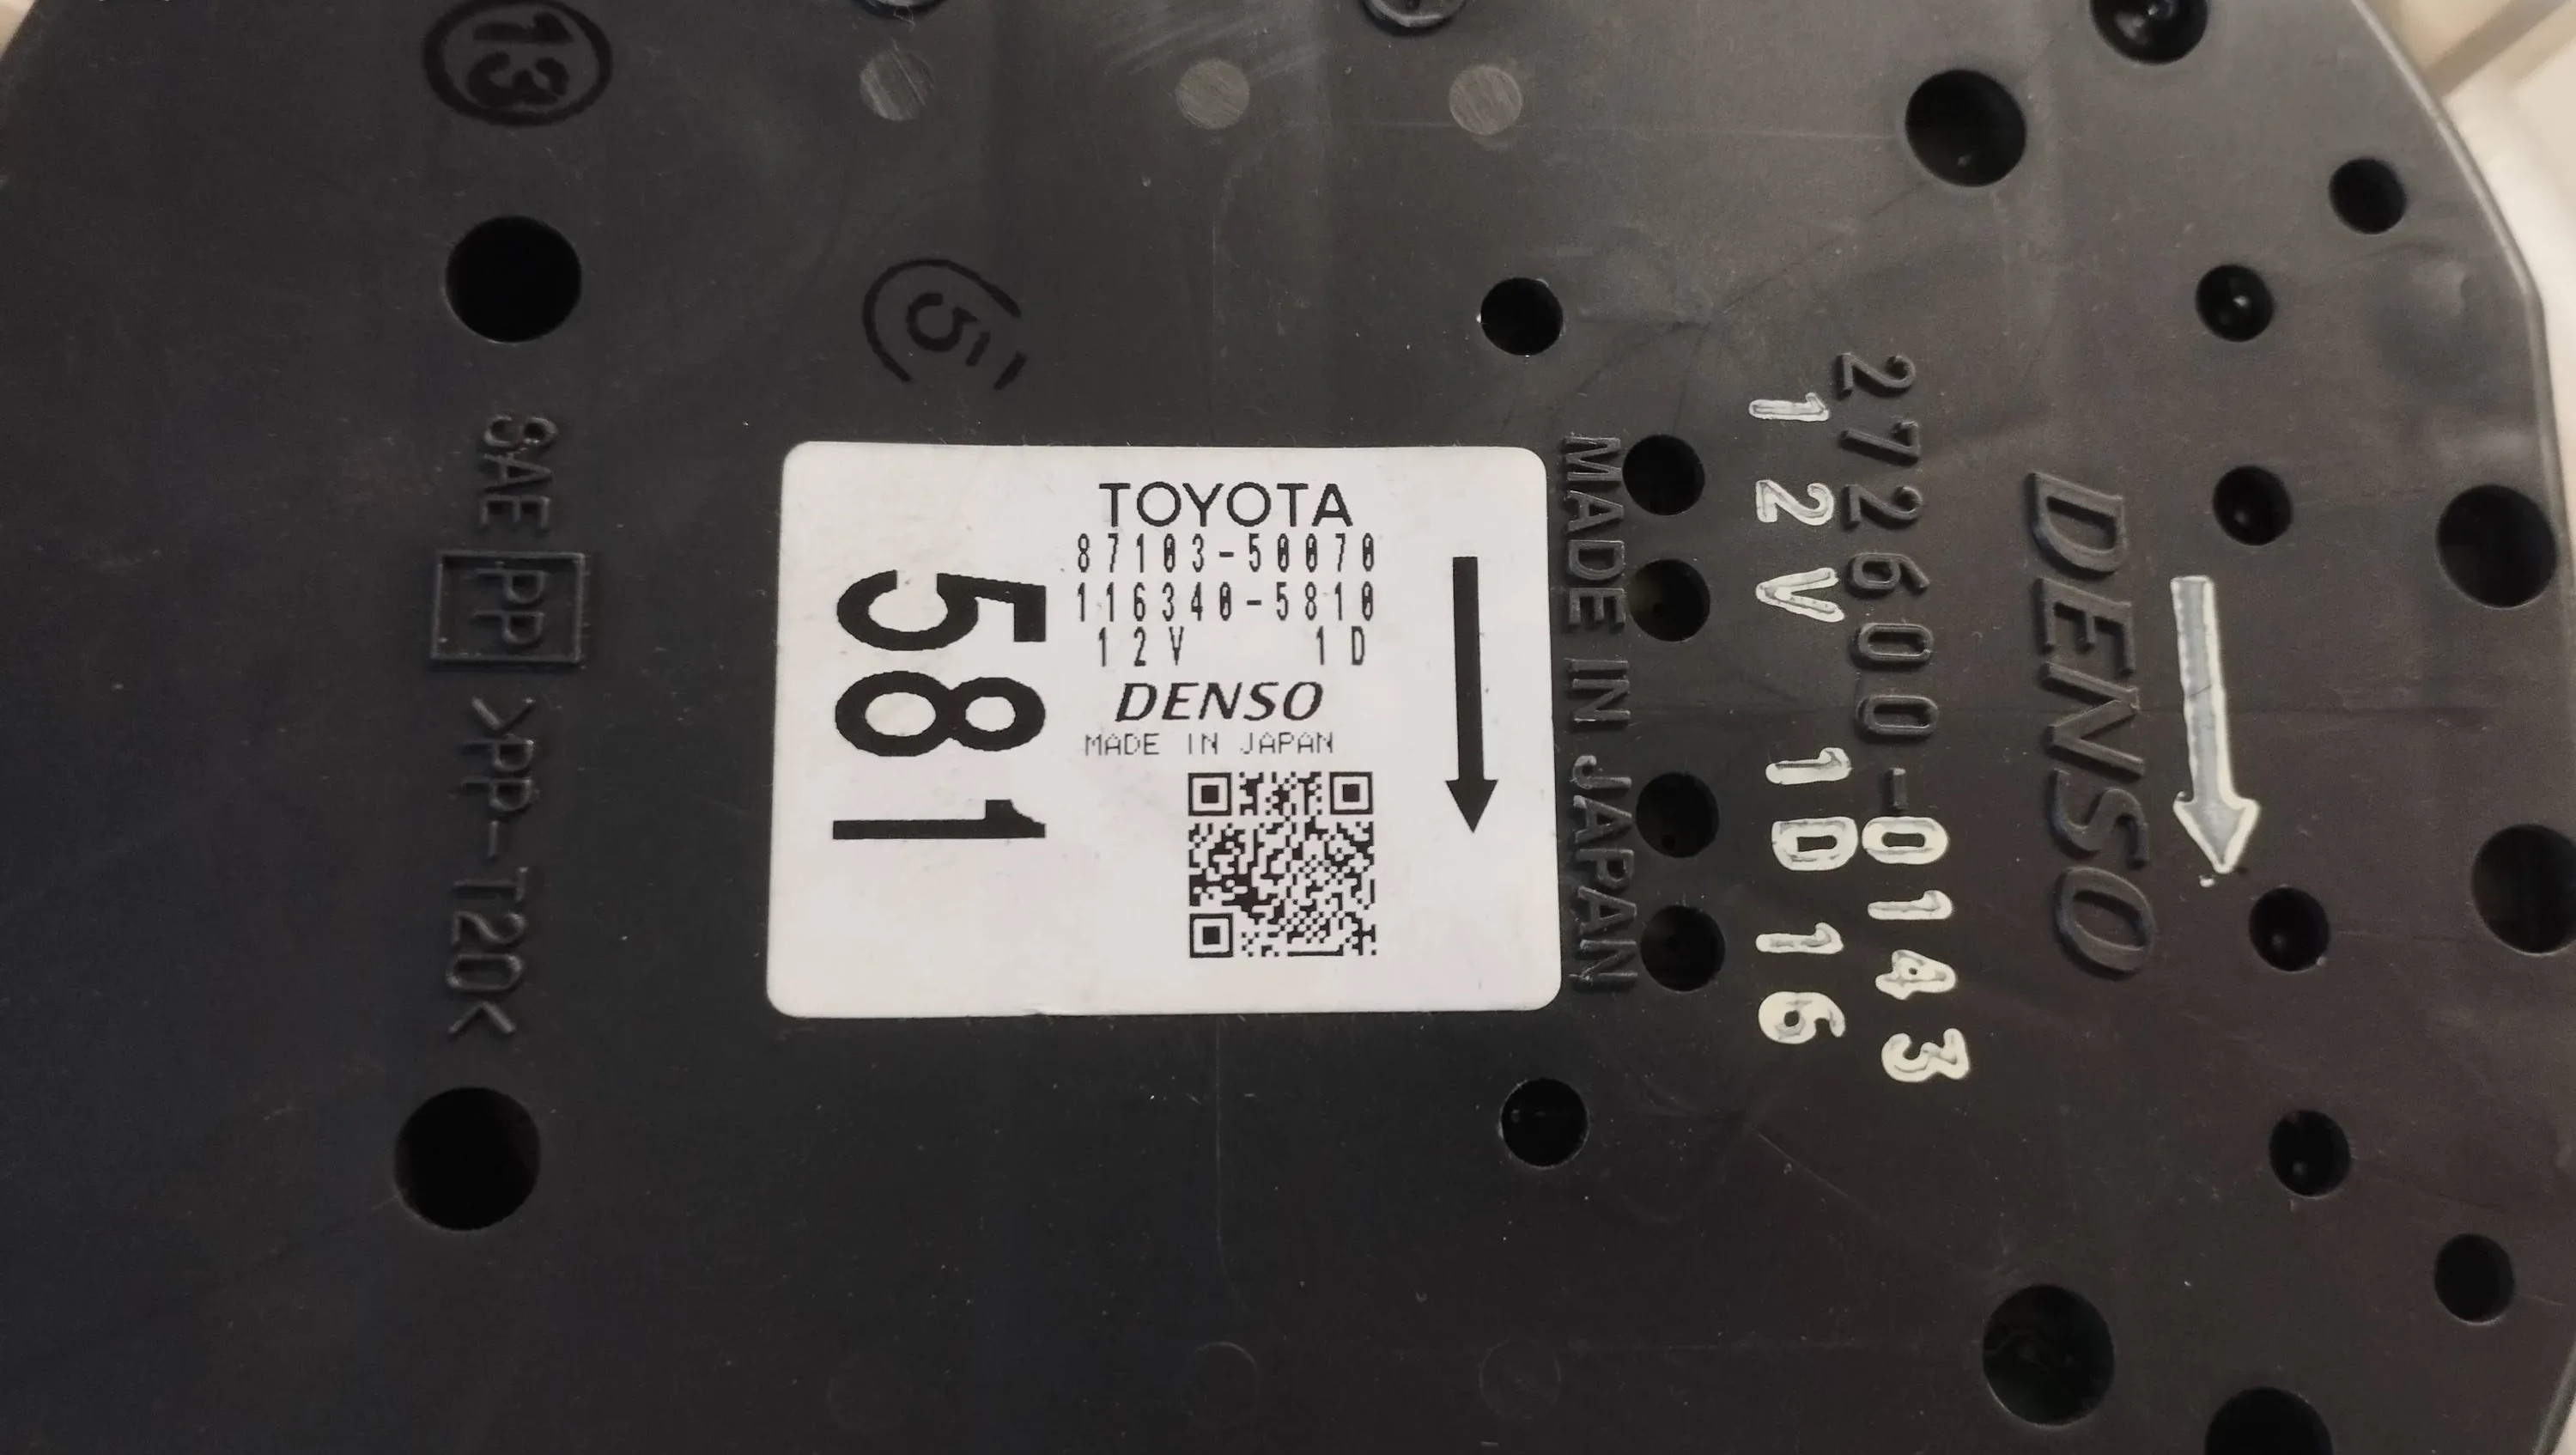 13
5
SAE PP >PP-T20<
TOYOTA
87103-50070
116340-5810
12V 1D
DENSO
MADE IN JAPAN
581
MADE IN JAPAN
12V 1D 16
272600-0143
DENSO